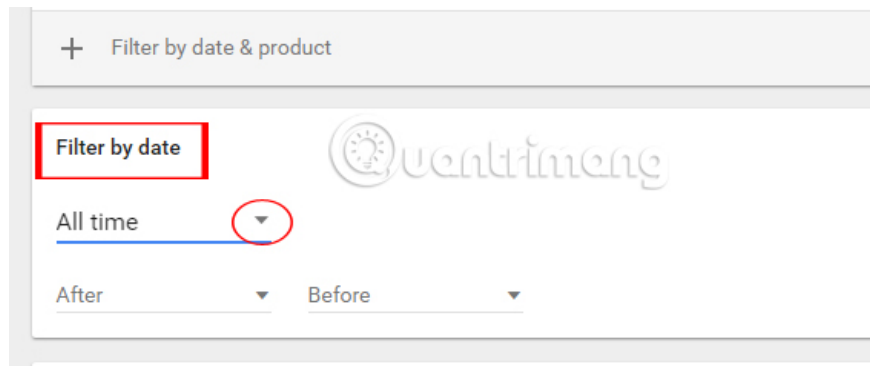 + Filter by date & product
Filter by date
Quantrimang
All time
After Before